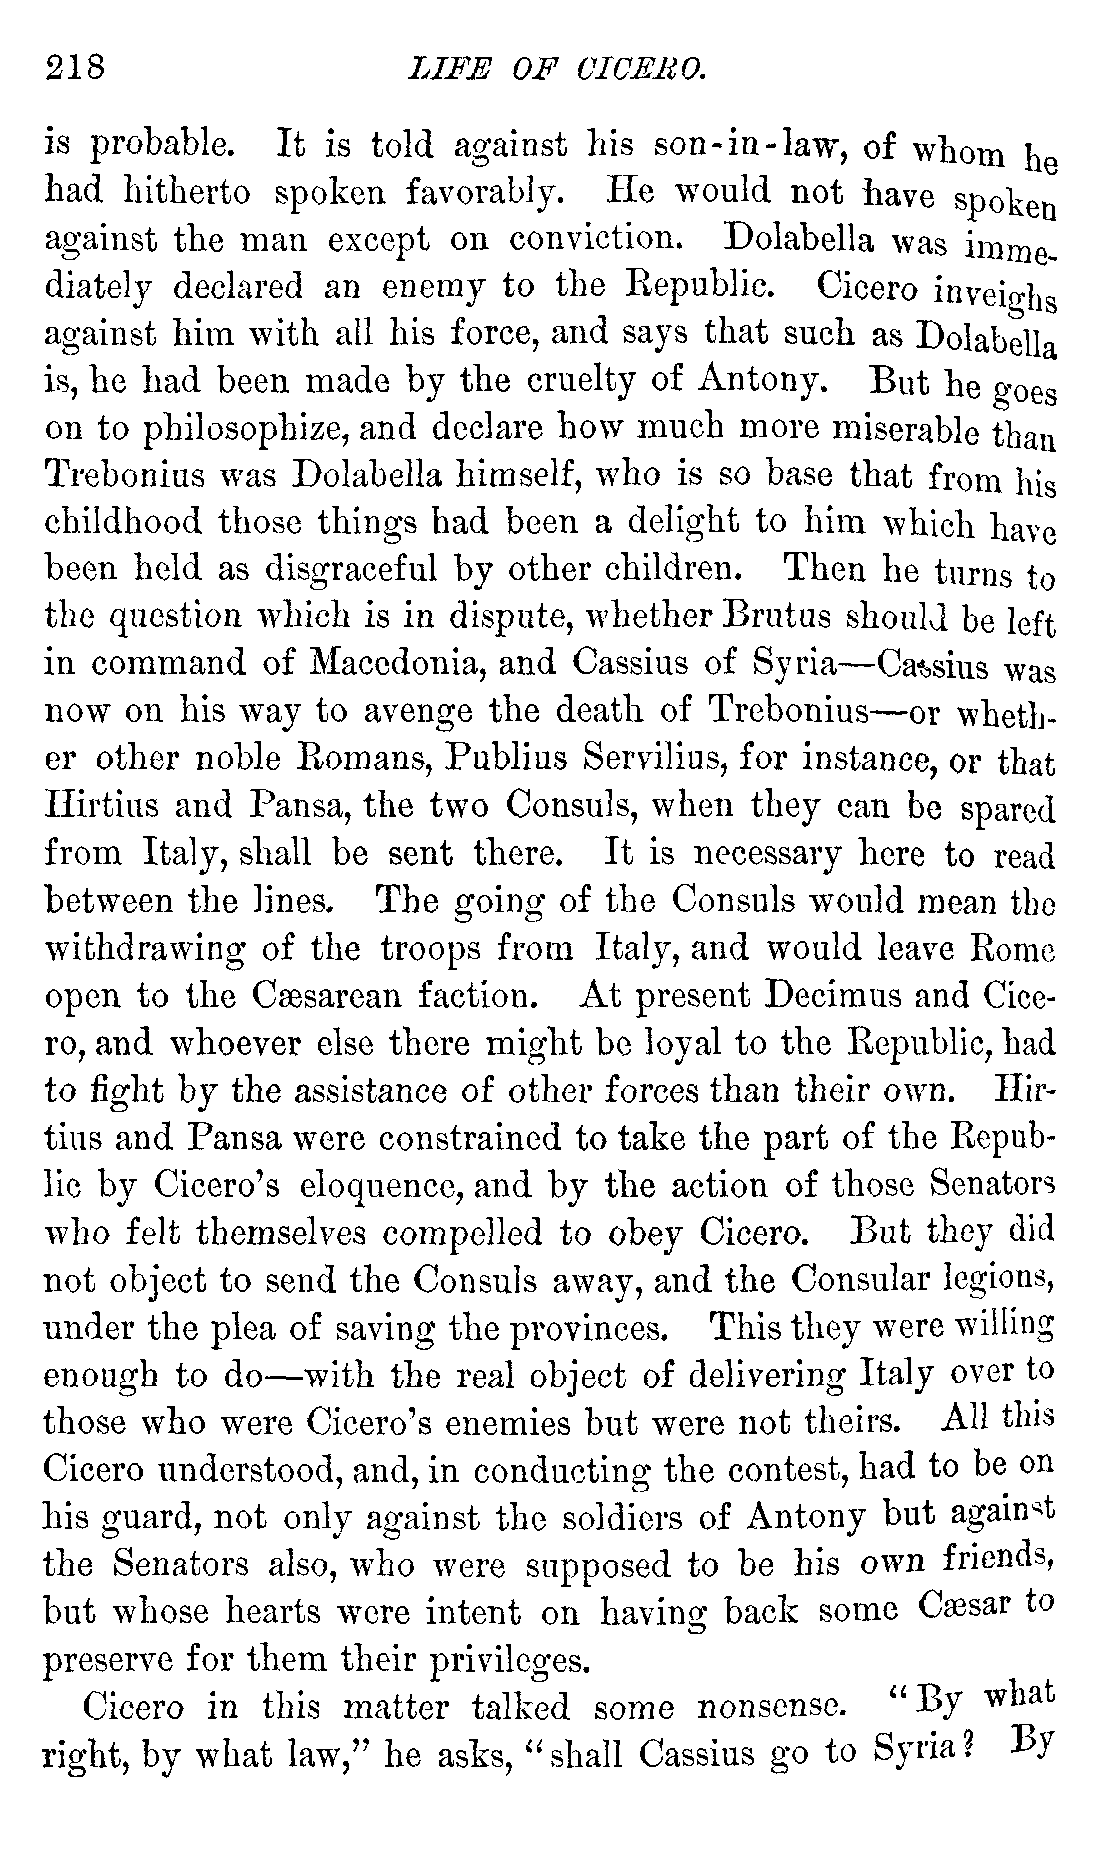 218 LIFE OF CICERO.
is probable. It is told against his son-in-law, of whom he
had hitherto spoken favorably. He would not have spoken
against the man except on conviction. Dolabella was imme-
diately declared an enemy to the Republic. Cicero inveighs
against him with all his force, and says that such as Dolabella
is, he had been made by the cruelty of Antony. But he goes
on to philosophize, and declare how much more miserable than
Trebonius was Dolabella himself, who is so base that from his
childhood those things had been a delight to him which have
been held as disgraceful by other children. Then he turns to
the question which is in dispute, whether Brutus should be left
in command of Macedonia, and Cassius of Syria—Cassius was
now on his way to avenge the death of Trebonius—or wheth-
er other noble Romans, Publius Servilius, for instance, or that
Hirtius and Pansa, the two Consuls, when they can be spared
from Italy, shall be sent there. It is necessary here to read
between the lines. The going of the Consuls would mean the
withdrawing of the troops from Italy, and would leave Rome
open to the Cæsarean faction. At present Decimus and Cice-
ro, and whoever else there might be loyal to the Republic, had
to fight by the assistance of other forces than their own. Hir-
tius and Pansa were constrained to take the part of the Repub-
lic by Cicero's eloquence, and by the action of those Senators
who felt themselves compelled to obey Cicero. But they did
not object to send the Consuls away, and the Consular legions,
under the plea of saving the provinces. This they were willing
enough to do—with the real object of delivering Italy over to
those who were Cicero's enemies but were not theirs. All this
Cicero understood, and, in conducting the contest, had to be on
his guard, not only against the soldiers of Antony but against
the Senators also, who were supposed to be his own friends,
but whose hearts were intent on having back some Cæsar to
preserve for them their privileges.
Cicero in this matter talked some nonsense. "By what
right, by what law," he asks, "shall Cassius go to Syria? By